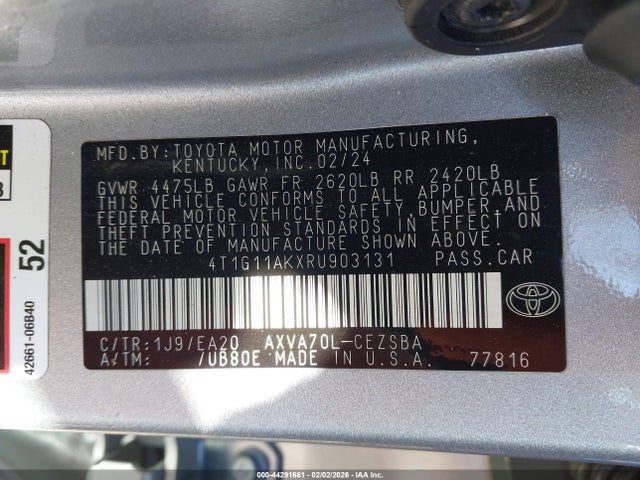 MFD.BY:TOYOTA MOTOR MANUFACTURING,
KENTUCKY, INC.02/24
GVWR 4475LB GAWR FR 2620LB RR 2420LB
THIS VEHICLE CONFORMS TO ALL APPLICABLE
FEDERAL MOTOR VEHICLE SAFETY,BUMPER,AND
THEFT PREVENTION STANDARDS IN EFFECT ON
THE DATE OF MANUFACTURE SHOWN ABOVE.
4T1G11AKXRU903131 PASS.CAR
C/TR:1J9/EA20 AXVA70L-CEZSBA
A/TM: /UB80E MADE IN U.S.A. 77816
52
42661-06B40
000-44291661 - 02/02/2026 - IAA Inc.